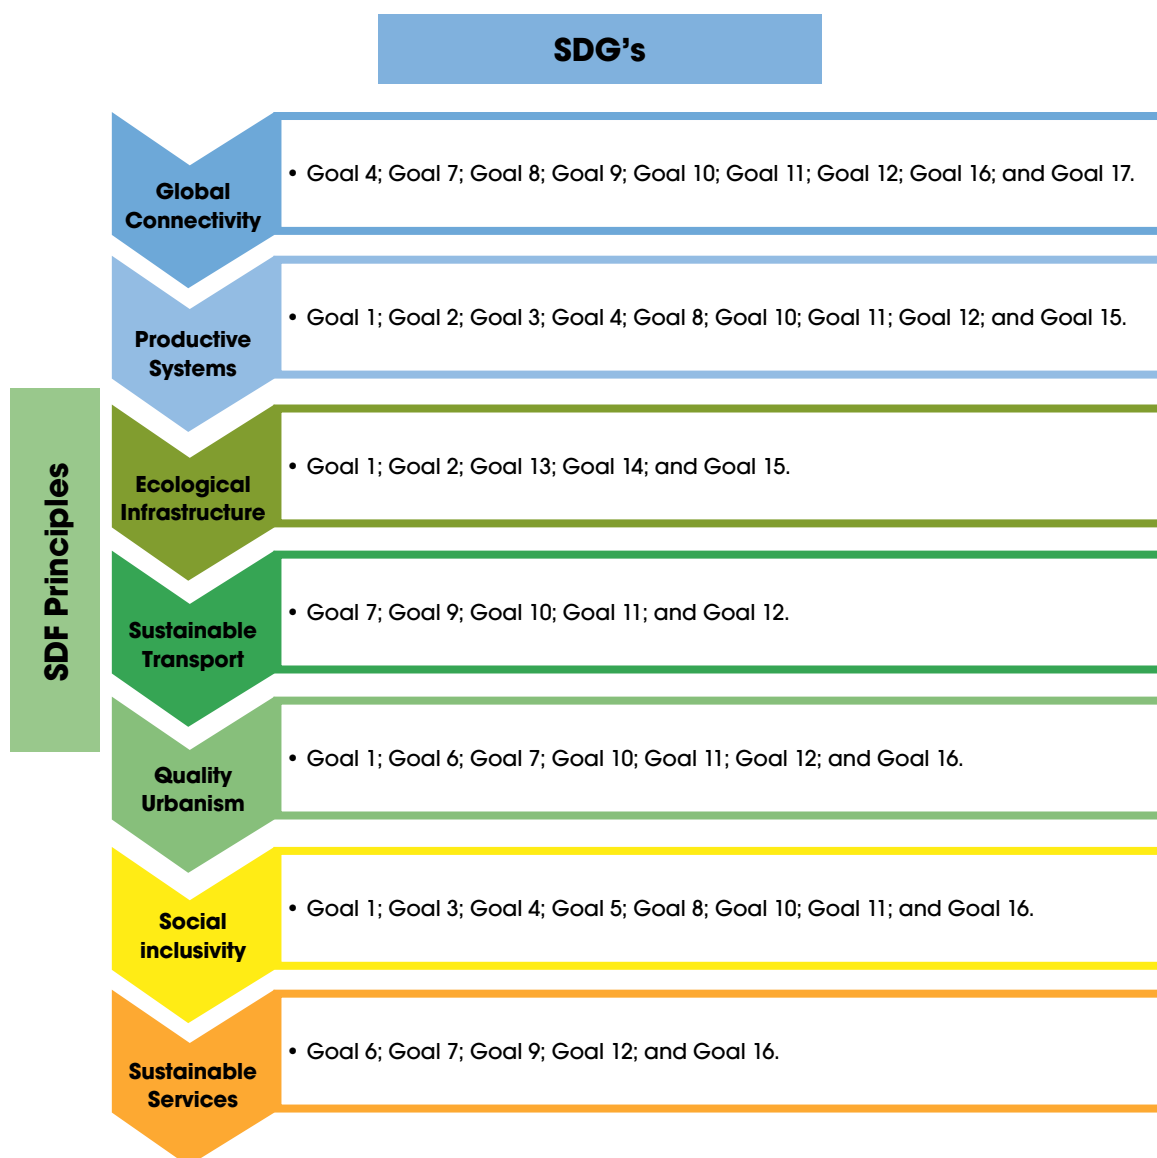 SDG's
SDF Principles
Global
Connectivity
• Goal 4; Goal 7; Goal 8; Goal 9; Goal 10; Goal 11; Goal 12; Goal 16; and Goal 17.
Productive
Systems
• Goal 1; Goal 2; Goal 3; Goal 4; Goal 8; Goal 10; Goal 11; Goal 12; and Goal 15.
Ecological
Infrastructure
• Goal 1; Goal 2; Goal 13; Goal 14; and Goal 15.
Sustainable
Transport
• Goal 7; Goal 9; Goal 10; Goal 11; and Goal 12.
Quality
Urbanism
• Goal 1; Goal 6; Goal 7; Goal 10; Goal 11; Goal 12; and Goal 16.
Social
inclusivity
• Goal 1; Goal 3; Goal 4; Goal 5; Goal 8; Goal 10; Goal 11; and Goal 16.
Sustainable
Services
• Goal 6; Goal 7; Goal 9; Goal 12; and Goal 16.